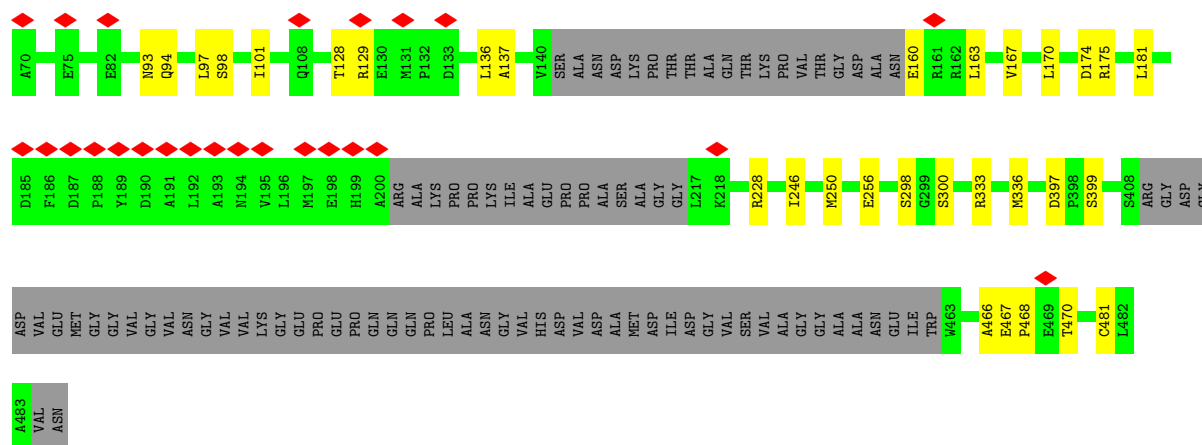 A70 E75 E82 N93 Q94 L97 S98 I101 Q108 T128 R129 E130 M131 P132 D133 L136 A137 V140 SER ALA ASN ASP LYS PRO THR THR ALA GLN THR LYS PRO VAL THR GLY ASP ALA ASN E160 R161 R162 L163 V167 L170 D174 R175 L181
D185 F186 D187 P188 Y189 D190 A191 L192 A193 N194 V195 L196 M197 E198 H199 A200 ARG ALA LYS PRO PRO LYS ILE ALA GLU PRO PRO ALA SER ALA GLY GLY L217 K218 R228 I246 M250 E256 S298 G299 S300 R333 M336 D397 P398 S399 S408 ARG GLY ASP GLY
ASP VAL GLU MET GLY GLY VAL GLY VAL ASN GLY VAL VAL LYS GLY GLU PRO GLU PRO GLN GLN GLN PRO LEU ALA ASN GLY VAL HIS ASP VAL ASP ALA MET ASP ILE ASP GLY VAL SER VAL ALA GLY GLY ALA ALA ASN GLU ILE TRP W463 A466 E467 P468 E469 T470 C481 L482
A483 VAL ASN